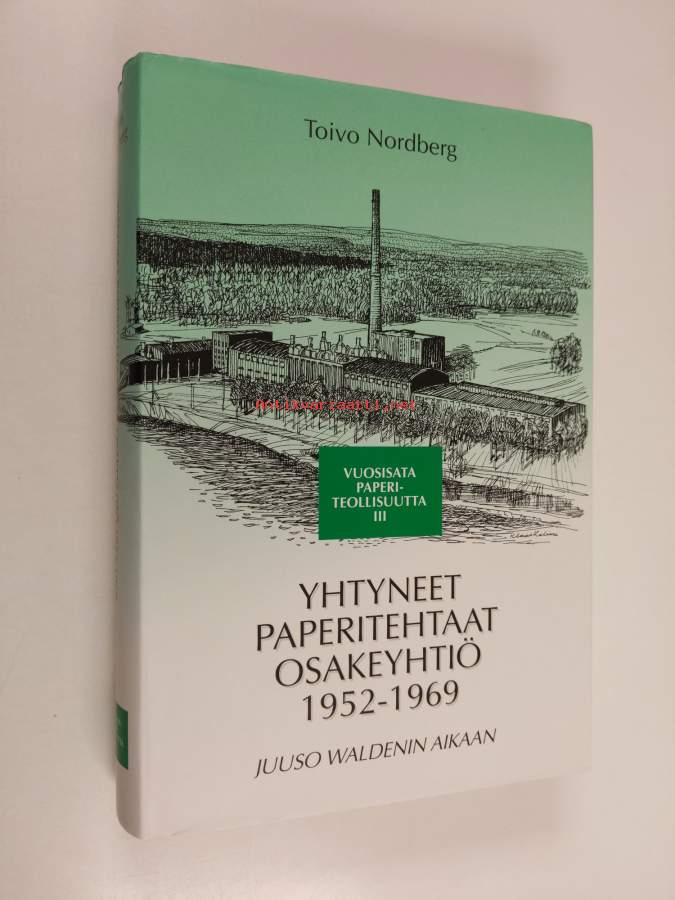 Toivo Nordberg
Antikvariaatti.net
VUOSISATA
PAPERI-
TEOLLISUUTTA
III
YHTYNEET
PAPERITEHTAAT
OSAKEYHTIÖ
1952-1969
JUUSO WALDENIN AIKAAN